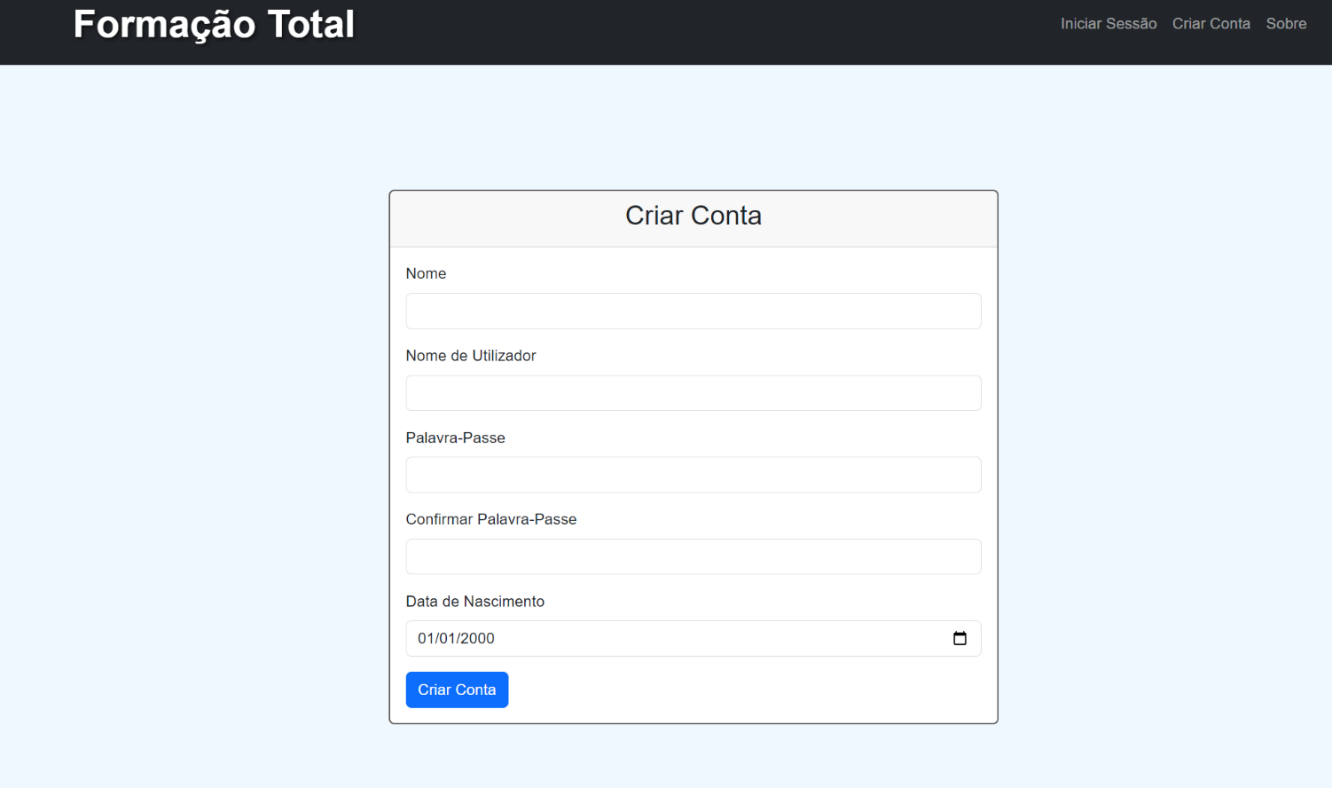 Formação Total
Iniciar Sessão Criar Conta Sobre
Criar Conta
Nome
Nome de Utilizador
Palavra-Passe
Confirmar Palavra-Passe
Data de Nascimento
01/01/2000
Criar Conta